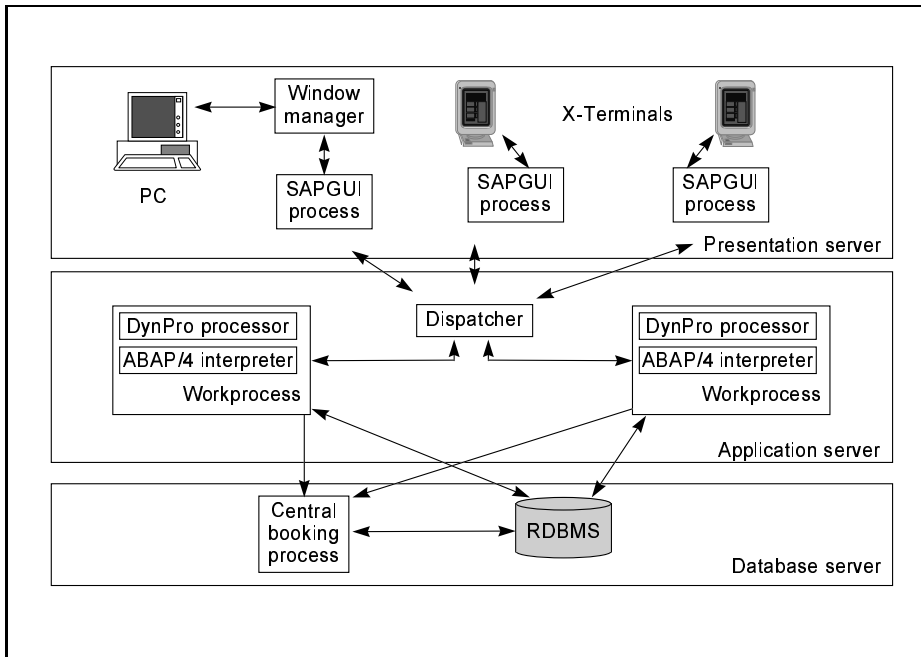 Window
manager
X-Terminals
PC
SAPGUI
process
SAPGUI
process
SAPGUI
process
Presentation server
Dispatcher
DynPro processor
ABAP/4 interpreter
Workprocess
DynPro processor
ABAP/4 interpreter
Workprocess
Application server
Central
booking
process
RDBMS
Database server